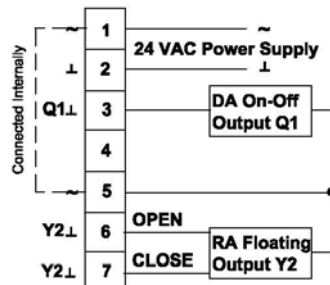 Connected Internally
~ 1 ~
24 VAC Power Supply
⊥ 2 ⊥
Q1⊥ 3 DA On-Off
Output Q1
4
~ 5
Y2⊥ 6 OPEN
RA Floating
Output Y2
Y2⊥ 7 CLOSE